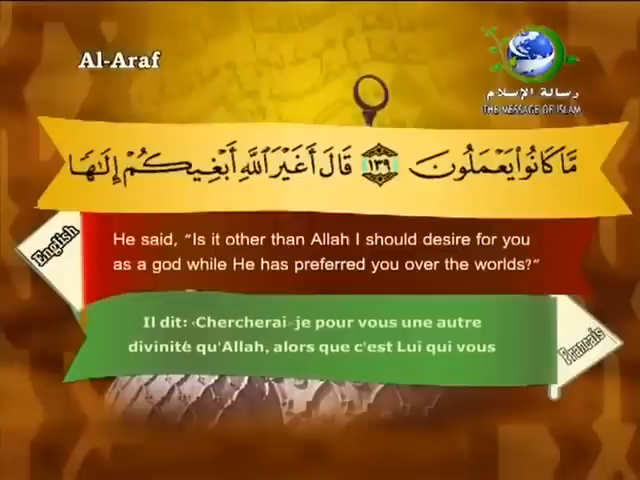 Al-Araf
رسالة الإسلام
THE MESSAGE OF ISLAM
مَّا كَانُوا۟ يَعْمَلُونَ ١٣٩ قَالَ أَغَيْرَ ٱللَّهِ أَبْغِيكُمْ إِلَـٰهًا
English
He said, "Is it other than Allah I should desire for you
as a god while He has preferred you over the worlds?"
Il dit: ‹Chercherai-je pour vous une autre
divinité qu'Allah, alors que c'est Lui qui vous
Francais